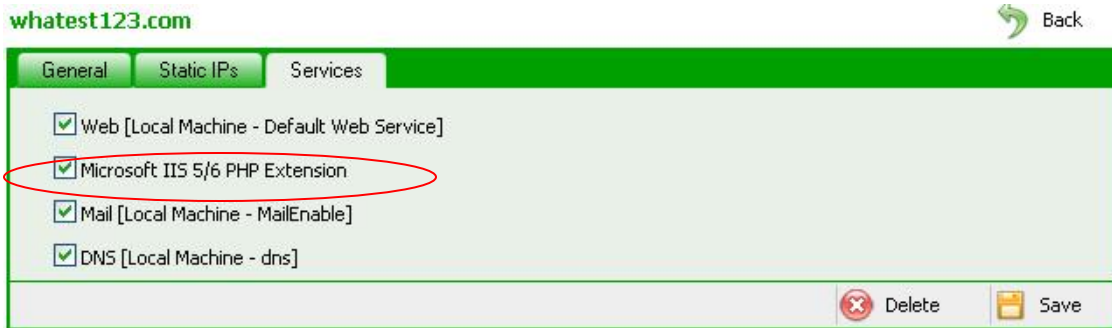 whatest123.com Back
General Static IPs Services
Web [Local Machine - Default Web Service]
Microsoft IIS 5/6 PHP Extension
Mail [Local Machine - MailEnable]
DNS [Local Machine - dns]
Delete Save